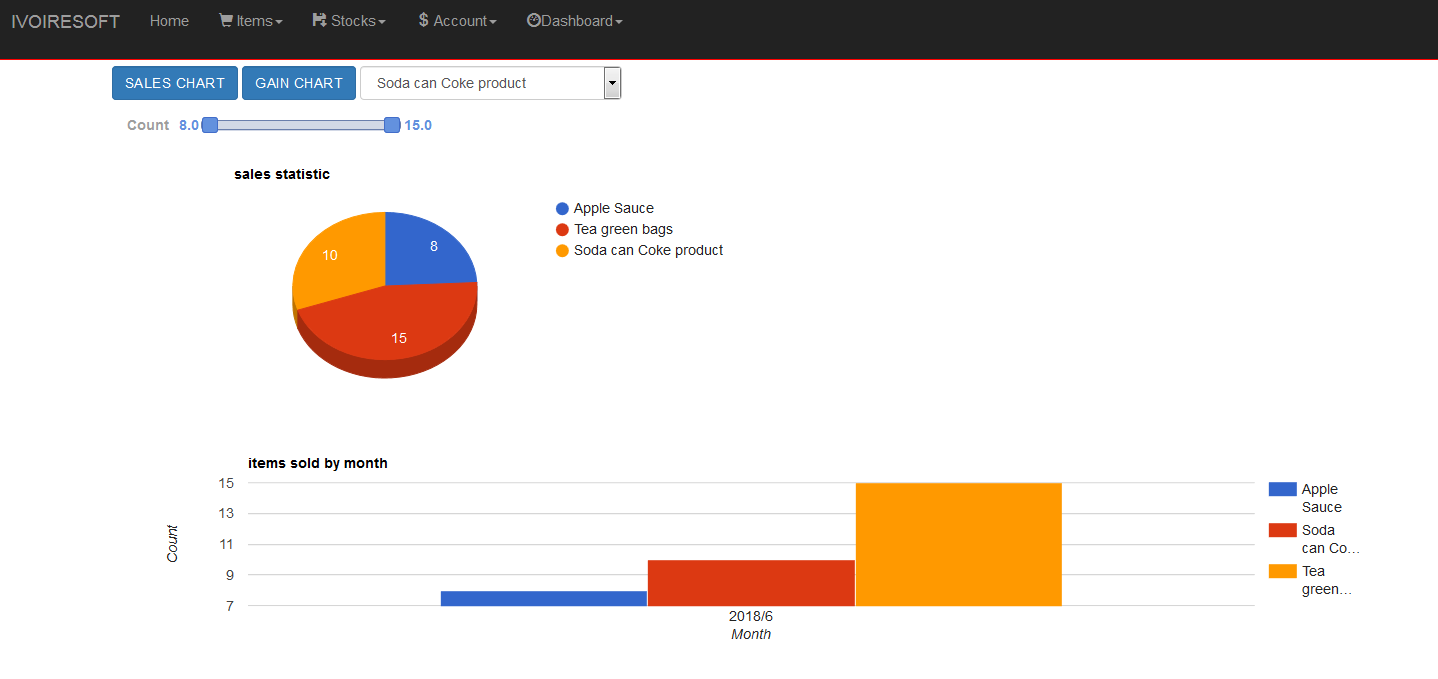 IVOIRESOFT Home Items Stocks $ Account Dashboard
SALES CHART GAIN CHART Soda can Coke product
Count 8.0 15.0
sales statistic
Apple Sauce
Tea green bags
Soda can Coke product
10
8
15
items sold by month
15
13
11
9
7
Count
2018/6
Month
Apple
Sauce
Soda
can Co...
Tea
green...